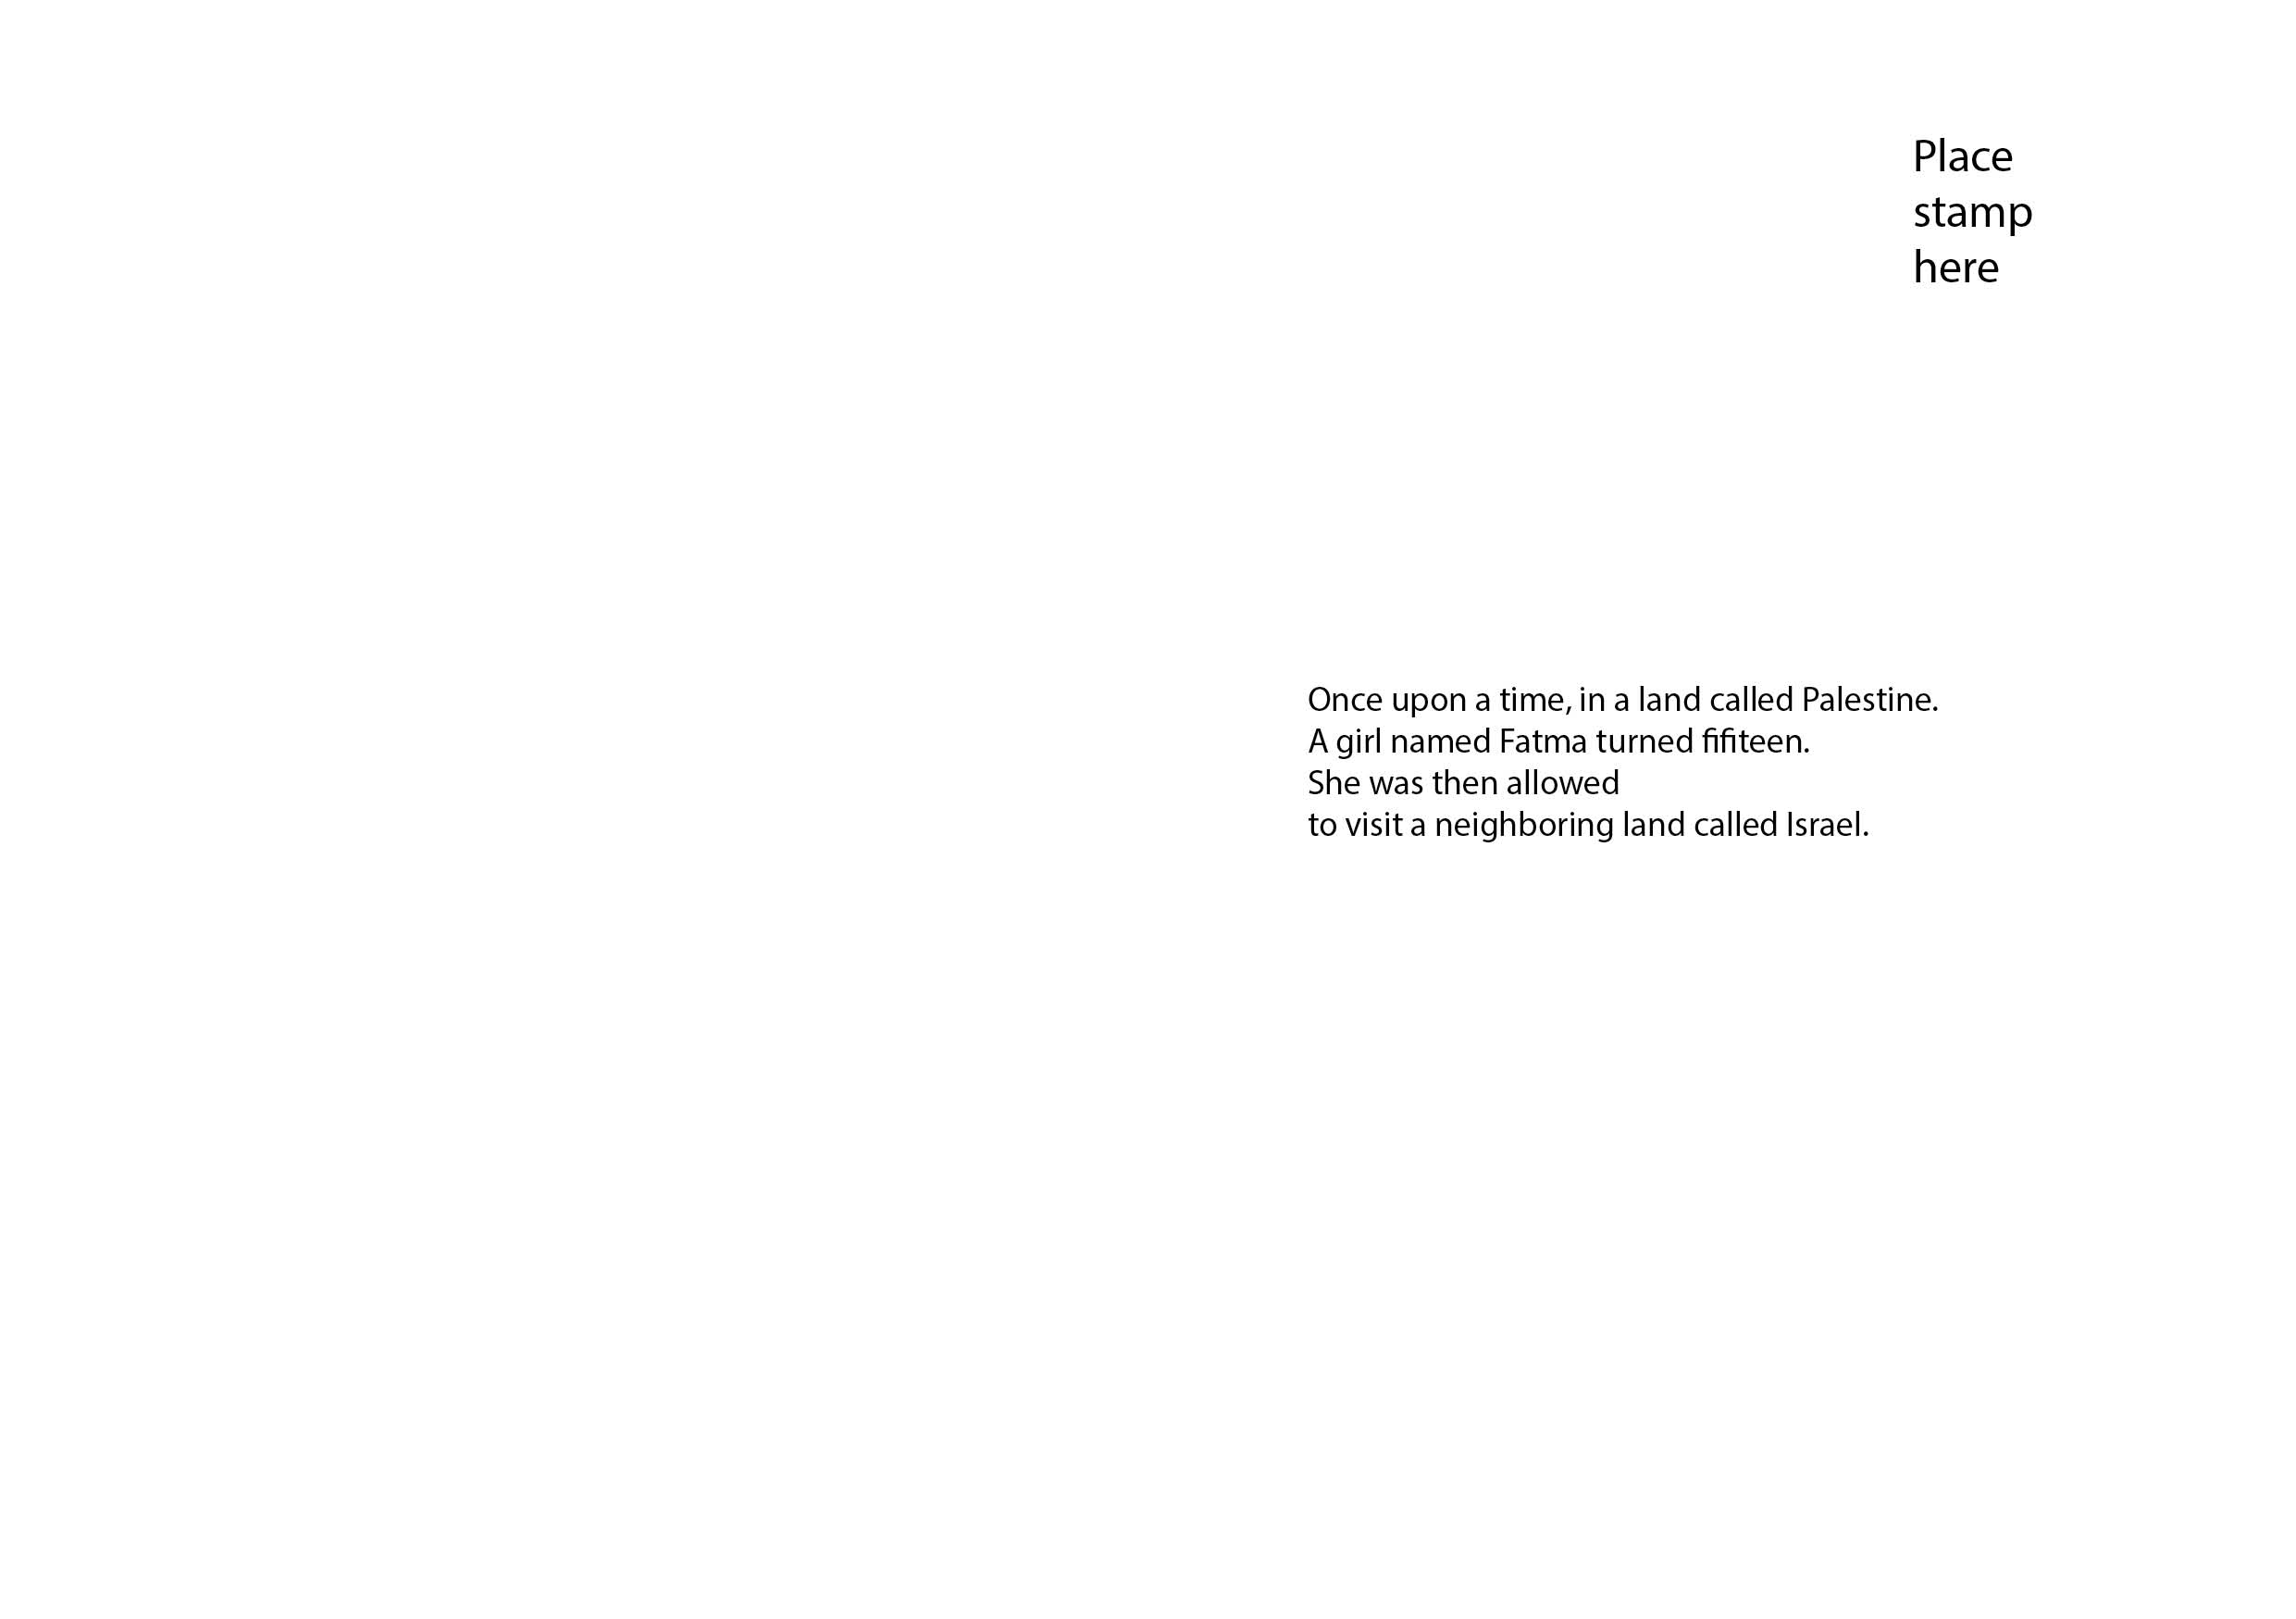 Place
stamp
here
Once upon a time, in a land called Palestine.
A girl named Fatma turned fifiteen.
She was then allowed
to visit a neighboring land called Israel.